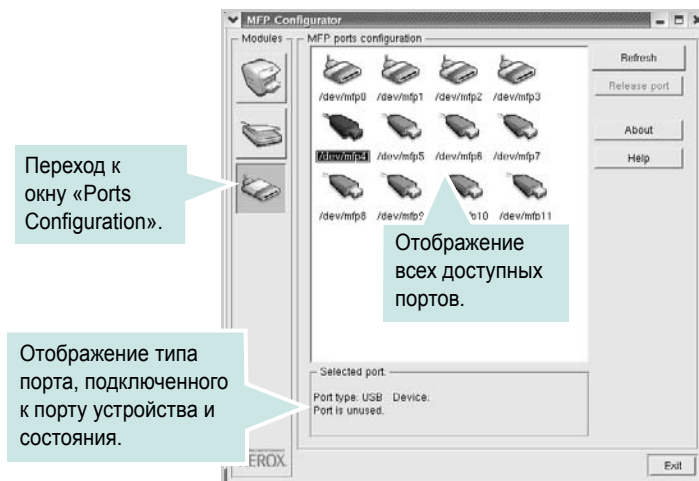 MFP Configurator
Modules
MFP ports configuration
/dev/mfp0 /dev/mfp1 /dev/mfp2 /dev/mfp3
/dev/mfp4 /dev/mfp5 /dev/mfp6 /dev/mfp7
/dev/mfp8 /dev/mfp9 /dev/mfp11
Refresh
Release port
About
Help
Переход к
окну «Ports
Configuration».
Отображение
всех доступных
портов.
Отображение типа
порта, подключенного
к порту устройства и
состояния.
Selected port
Port type: USB Device:
Port is unused.
EROX
Exit